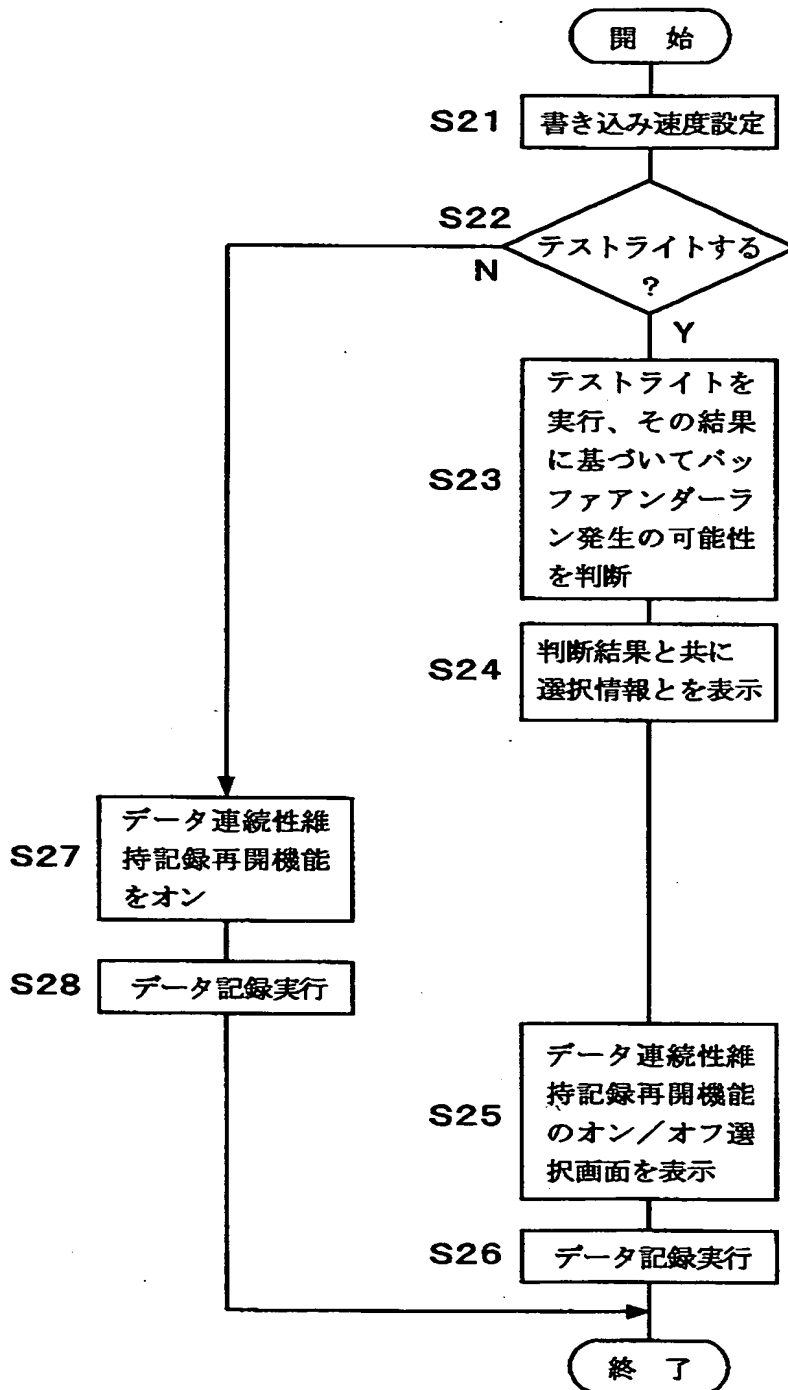 開 始
S21
書き込み速度設定
S22
テストライトする
?
N
Y
S23
テストライトを
実行、その結果
に基づいてバッ
ファアンダーラ
ン発生の可能性
を判断
S24
判断結果と共に
選択情報とを表示
S27
データ連続性維
持記録再開機能
をオン
S28
データ記録実行
S25
データ連続性維
持記録再開機能
のオン/オフ選
択画面を表示
S26
データ記録実行
終 了